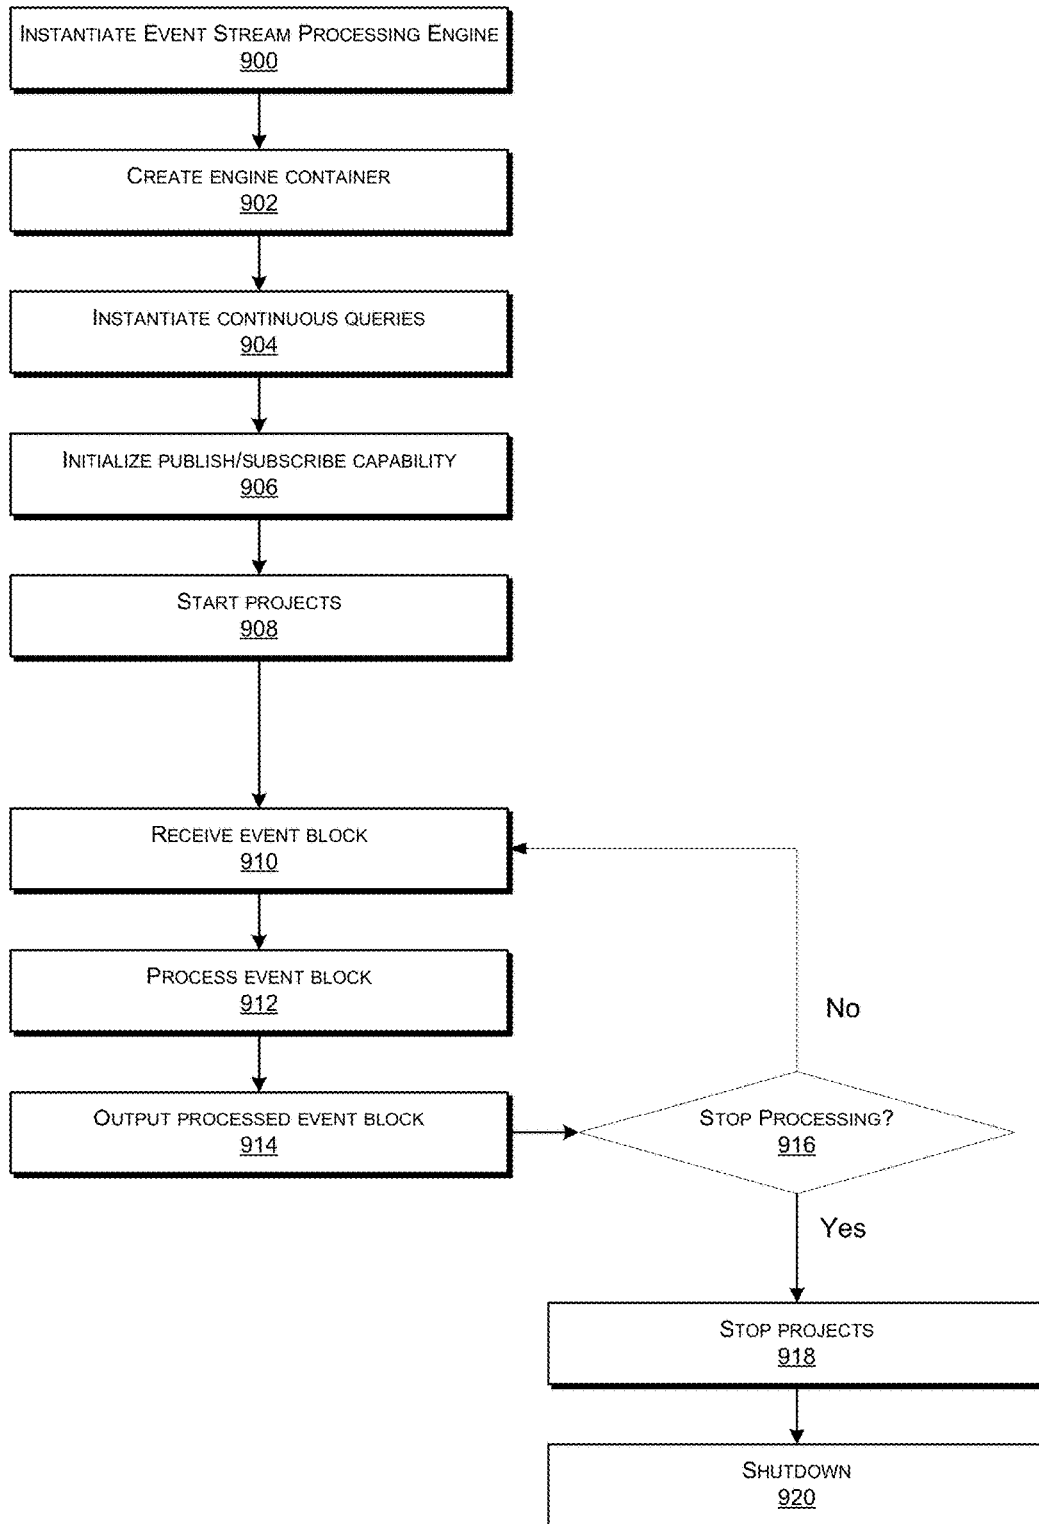 INSTANTIATE EVENT STREAM PROCESSING ENGINE
900
CREATE ENGINE CONTAINER
902
INSTANTIATE CONTINUOUS QUERIES
904
INITIALIZE PUBLISH/SUBSCRIBE CAPABILITY
906
START PROJECTS
908
RECEIVE EVENT BLOCK
910
PROCESS EVENT BLOCK
912
No
OUTPUT PROCESSED EVENT BLOCK
914
STOP PROCESSING?
916
Yes
STOP PROJECTS
918
SHUTDOWN
920